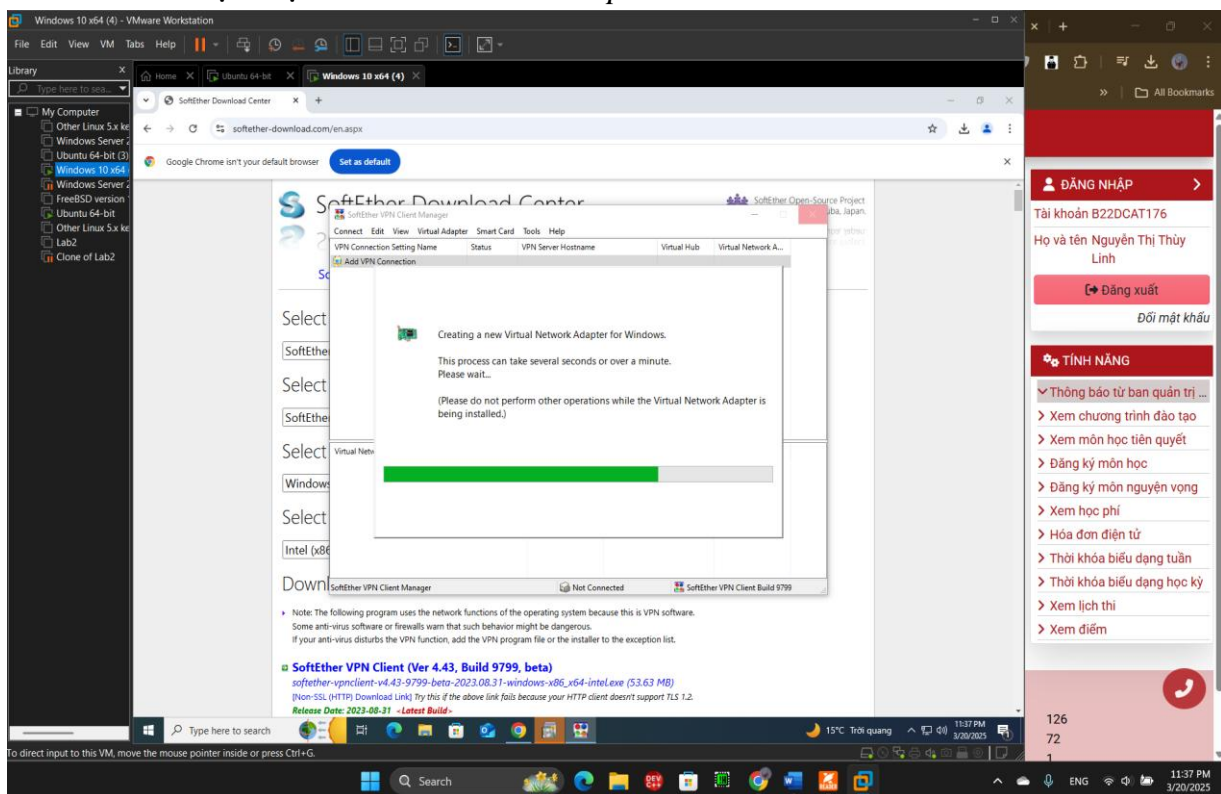 Windows 10 x64 (4) - VMware Workstation
File Edit View VM Tabs Help
Library
Type here to sea...
My Computer
Other Linux 5.x ke
Windows Server 2
Ubuntu 64-bit (3)
Windows 10 x64
Windows Server 2
FreeBSD version
Ubuntu 64-bit
Other Linux 5.x ke
Lab2
Clone of Lab2
Home Ubuntu 64-bit Windows 10 x64 (4)
SoftEther Download Center
softether-download.com/en.aspx
Google Chrome isn't your default browser Set as default
SoftEther Download Center
SoftEther Open-Source Project
uba, Japan.
SoftEther VPN Client Manager
Connect Edit View Virtual Adapter Smart Card Tools Help
VPN Connection Setting Name Status VPN Server Hostname Virtual Hub Virtual Network A...
Add VPN Connection
Creating a new Virtual Network Adapter for Windows.
This process can take several seconds or over a minute.
Please wait...
(Please do not perform other operations while the Virtual Network Adapter is
being installed.)
Virtual Netw
SoftEther VPN Client Manager Not Connected SoftEther VPN Client Build 9799
Select
SoftEthe
Select
SoftEthe
Select
Windows
Select
Intel (x86
Downl
Note: The following program uses the network functions of the operating system because this is VPN software.
Some anti-virus software or firewalls warn that such behavior might be dangerous.
If your anti-virus disturbs the VPN function, add the VPN program file or the installer to the exception list.
SoftEther VPN Client (Ver 4.43, Build 9799, beta)
softether-vpnclient-v4.43-9799-beta-2023.08.31-windows-x86_x64-intel.exe (53.63 MB)
[Non-SSL (HTTP) Download Link] Try this if the above link fails because your HTTP client doesn't support TLS 1.2.
Release Date: 2023-08-31 <Latest Build>
Type here to search
15°C Trời quang
11:37 PM
3/20/2025
To direct input to this VM, move the mouse pointer inside or press Ctrl+G.
All Bookmarks
ĐĂNG NHẬP
Tài khoản B22DCAT176
Họ và tên Nguyễn Thị Thùy
Linh
Đăng xuất
Đổi mật khẩu
TÍNH NĂNG
Thông báo từ ban quản trị ...
Xem chương trình đào tạo
Xem môn học tiên quyết
Đăng ký môn học
Đăng ký môn nguyện vọng
Xem học phí
Hóa đơn điện tử
Thời khóa biểu dạng tuần
Thời khóa biểu dạng học kỳ
Xem lịch thi
Xem điểm
126
72
1
Search
ENG
11:37 PM
3/20/2025